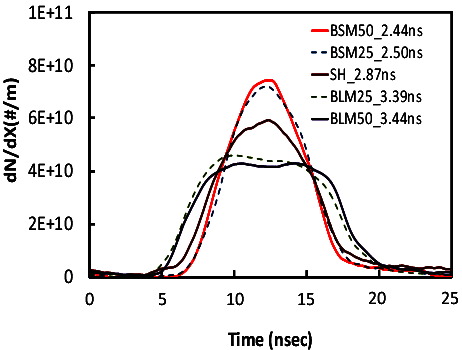 1E+11
8E+10
6E+10
4E+10
2E+10
0
dN/dX(#/m)
BSM50_2.44ns
BSM25_2.50ns
SH_2.87ns
BLM25_3.39ns
BLM50_3.44ns
0 5 10 15 20 25
Time (nsec)